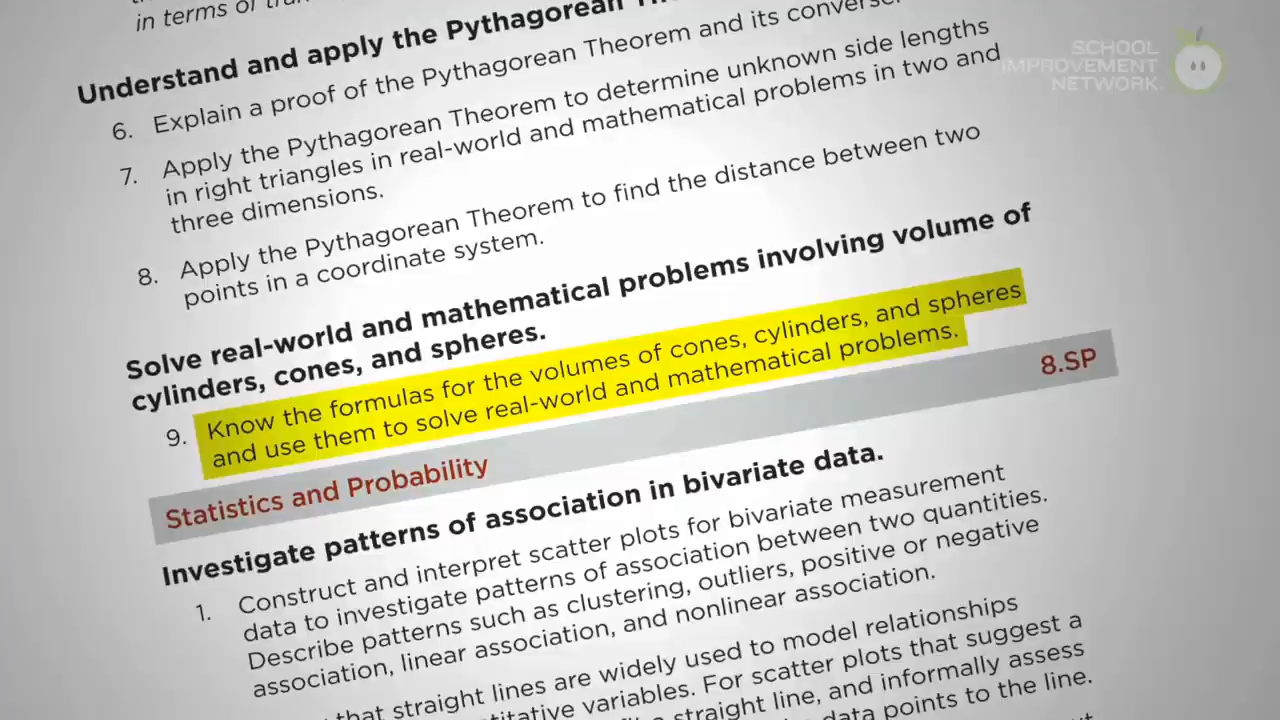 in terms of
Understand and apply the Pythagorean
6. Explain a proof of the Pythagorean Theorem and its
7. Apply the Pythagorean Theorem to determine unknown side lengths
in right triangles in real-world and mathematical problems in two and
three dimensions.
8. Apply the Pythagorean Theorem to find the distance between two
points in a coordinate system.
Solve real-world and mathematical problems involving volume of
cylinders, cones, and spheres.
9. Know the formulas for the volumes of cones, cylinders, and spheres
and use them to solve real-world and mathematical problems.
Statistics and Probability 8.SP
Investigate patterns of association in bivariate data.
1. Construct and interpret scatter plots for bivariate measurement
data to investigate patterns of association between two quantities.
Describe patterns such as clustering, outliers, positive or negative
association, linear association, and nonlinear association.
that straight lines are widely used to model relationships
variables. For scatter plots that suggest a
straight line, and informally assess
data points to the line.
SCHOOL
IMPROVEMENT
NETWORK